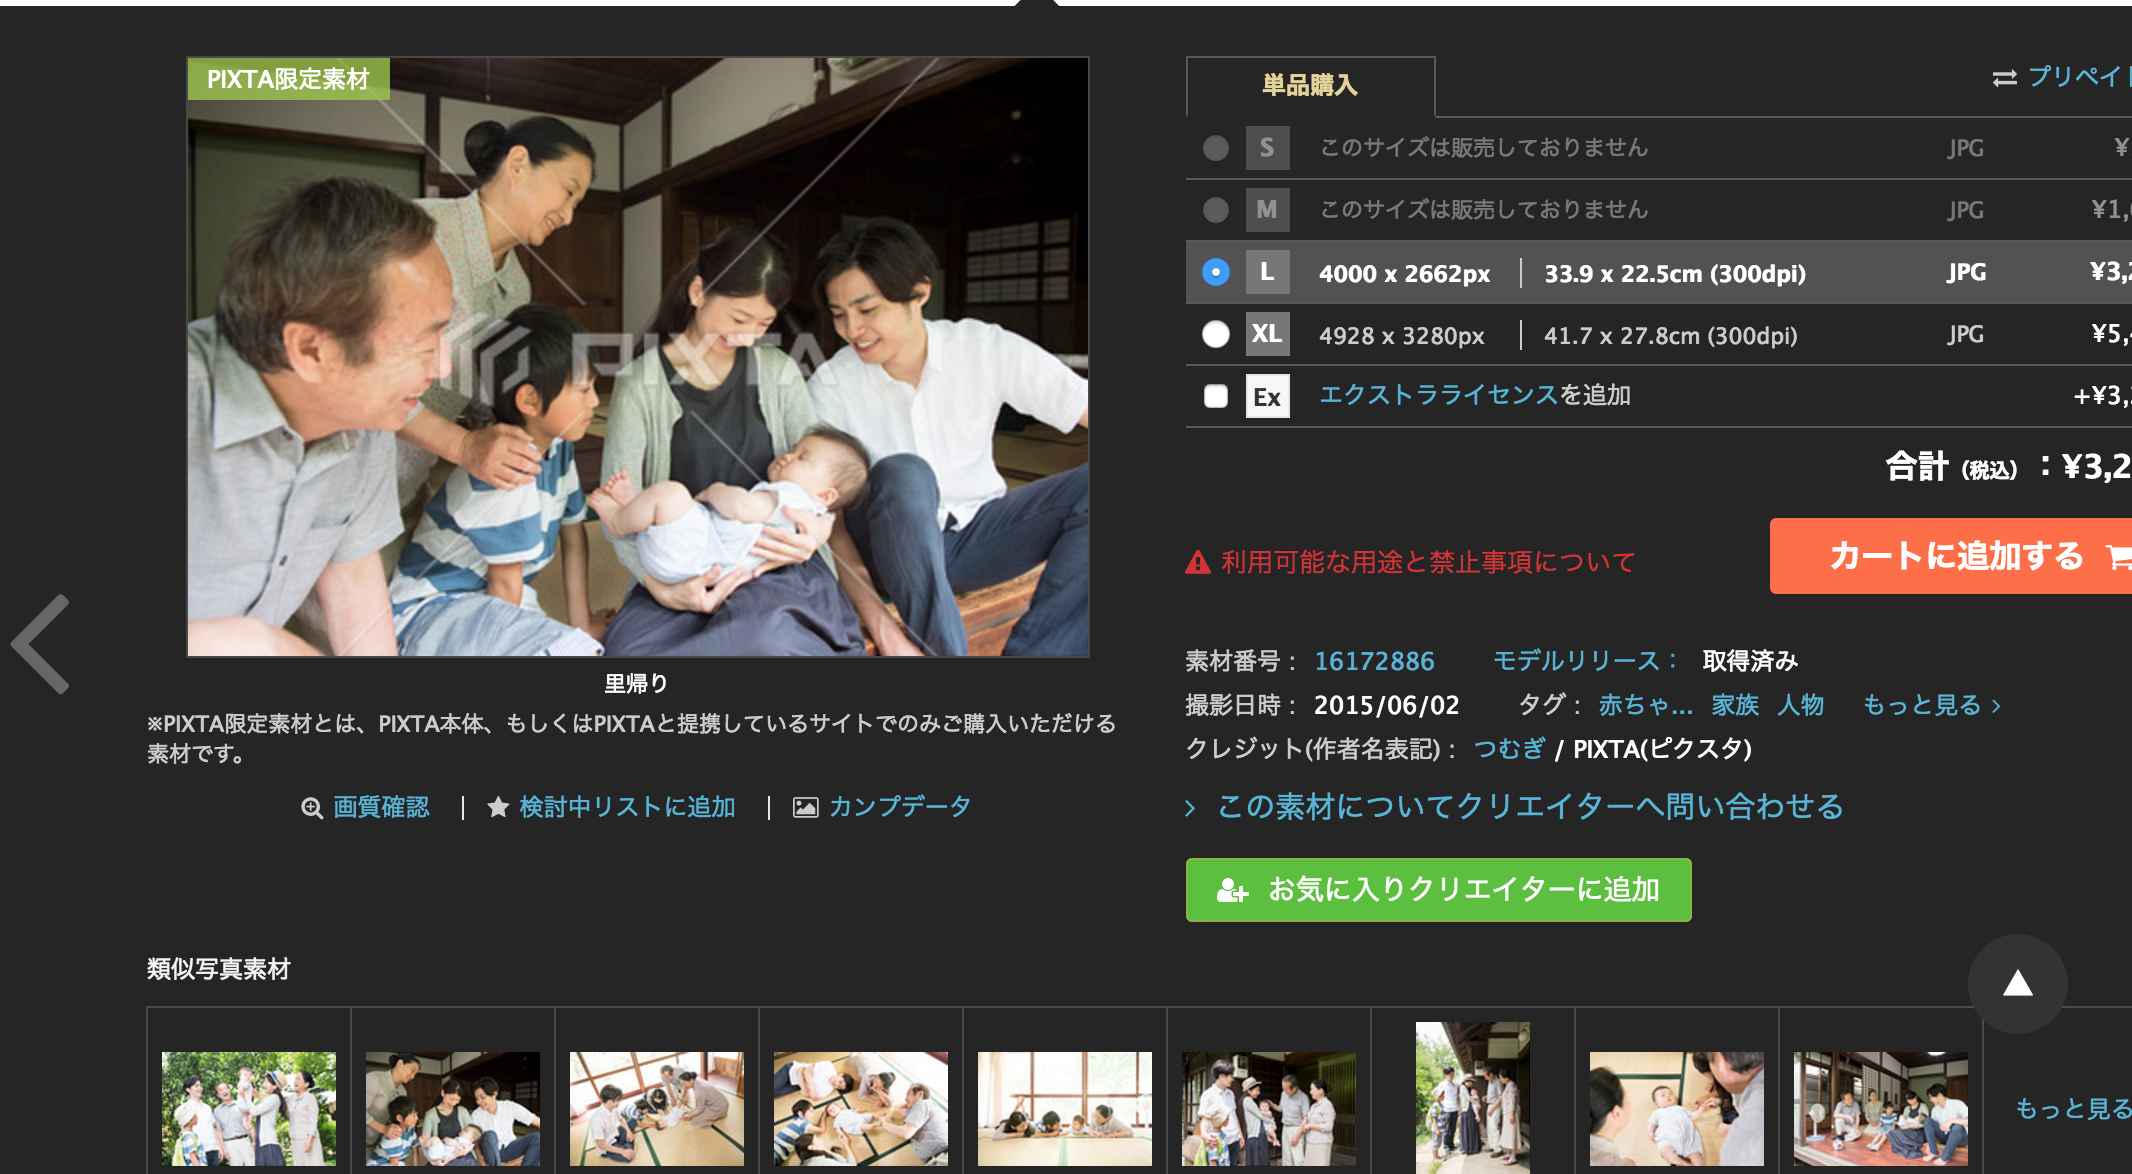 PIXTA限定素材
PIXTA
里帰り
※PIXTA限定素材とは、PIXTA本体、もしくはPIXTAと提携しているサイトでのみご購入いただける
素材です。
画質確認 | 検討中リストに追加 | カンプデータ
単品購入
プリペイ
S このサイズは販売しておりません JPG ¥
M このサイズは販売しておりません JPG ¥1,
L 4000 x 2662px | 33.9 x 22.5cm (300dpi) JPG ¥3,
XL 4928 x 3280px | 41.7 x 27.8cm (300dpi) JPG ¥5,
Ex エクストラライセンスを追加 +¥3,
合計 (税込) ：¥3,2
利用可能な用途と禁止事項について
カートに追加する
素材番号： 16172886 モデルリリース： 取得済み
撮影日時： 2015/06/02 タグ： 赤ちゃ... 家族 人物 もっと見る ›
クレジット(作者名表記)： つむぎ / PIXTA(ピクスタ)
› この素材についてクリエイターへ問い合わせる
お気に入りクリエイターに追加
類似写真素材
▲
もっと見る